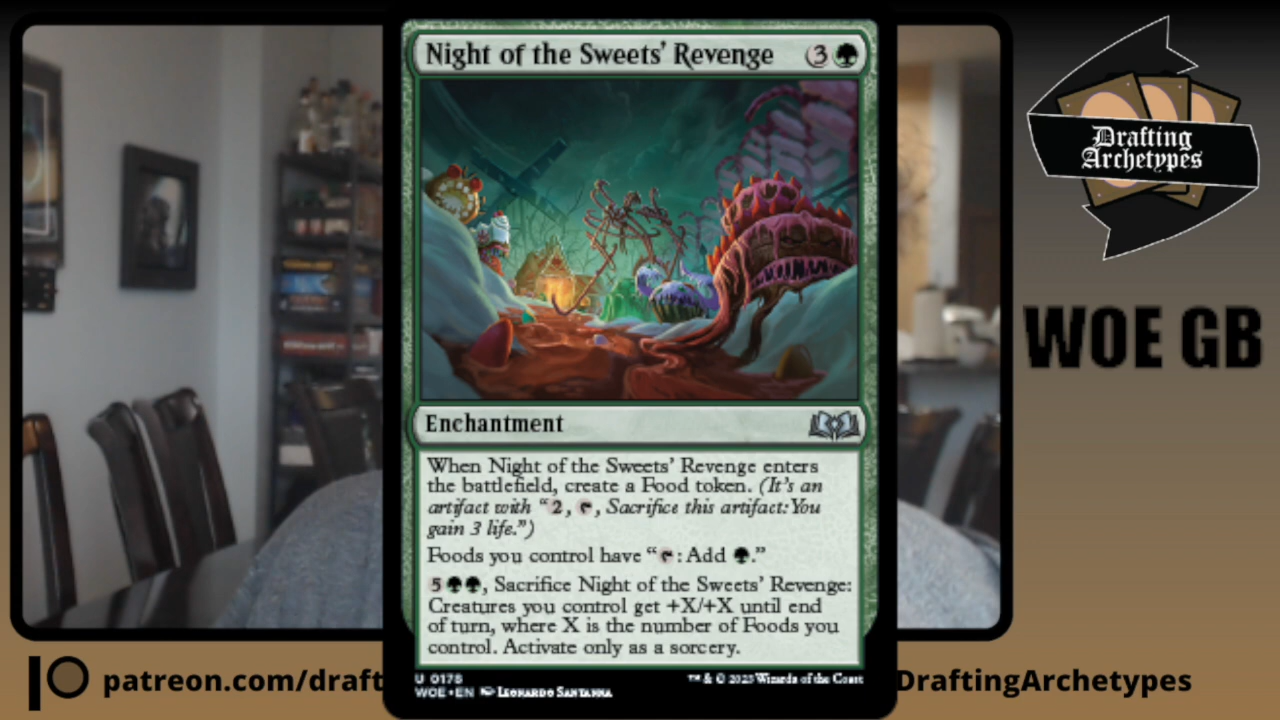 Night of the Sweets' Revenge 3
Drafting
Archetypes
WOE GB
Enchantment
When Night of the Sweets' Revenge enters
the battlefield, create a Food token. (It's an
artifact with “2, , Sacrifice this artifact: You
gain 3 life.”)
Foods you control have “: Add .”
5, Sacrifice Night of the Sweets' Revenge:
Creatures you control get +X/+X until end
of turn, where X is the number of Foods you
control. Activate only as a sorcery.
U 0178
WOE • EN Leonardo Santanna
™ & © 2023 Wizards of the Coast
patreon.com/draft
DraftingArchetypes